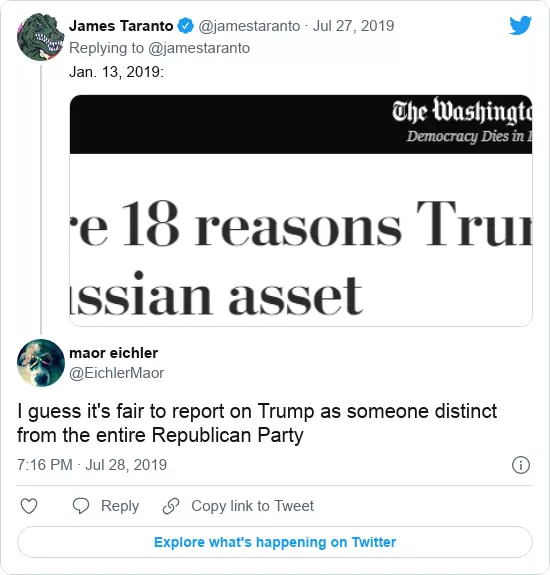 James Taranto @jamestaranto · Jul 27, 2019
Replying to @jamestaranto
Jan. 13, 2019:
The Washingto
Democracy Dies in
re 18 reasons Tru
ssian asset
maor eichler
@EichlerMaor
I guess it's fair to report on Trump as someone distinct
from the entire Republican Party
7:16 PM · Jul 28, 2019
Reply Copy link to Tweet
Explore what's happening on Twitter